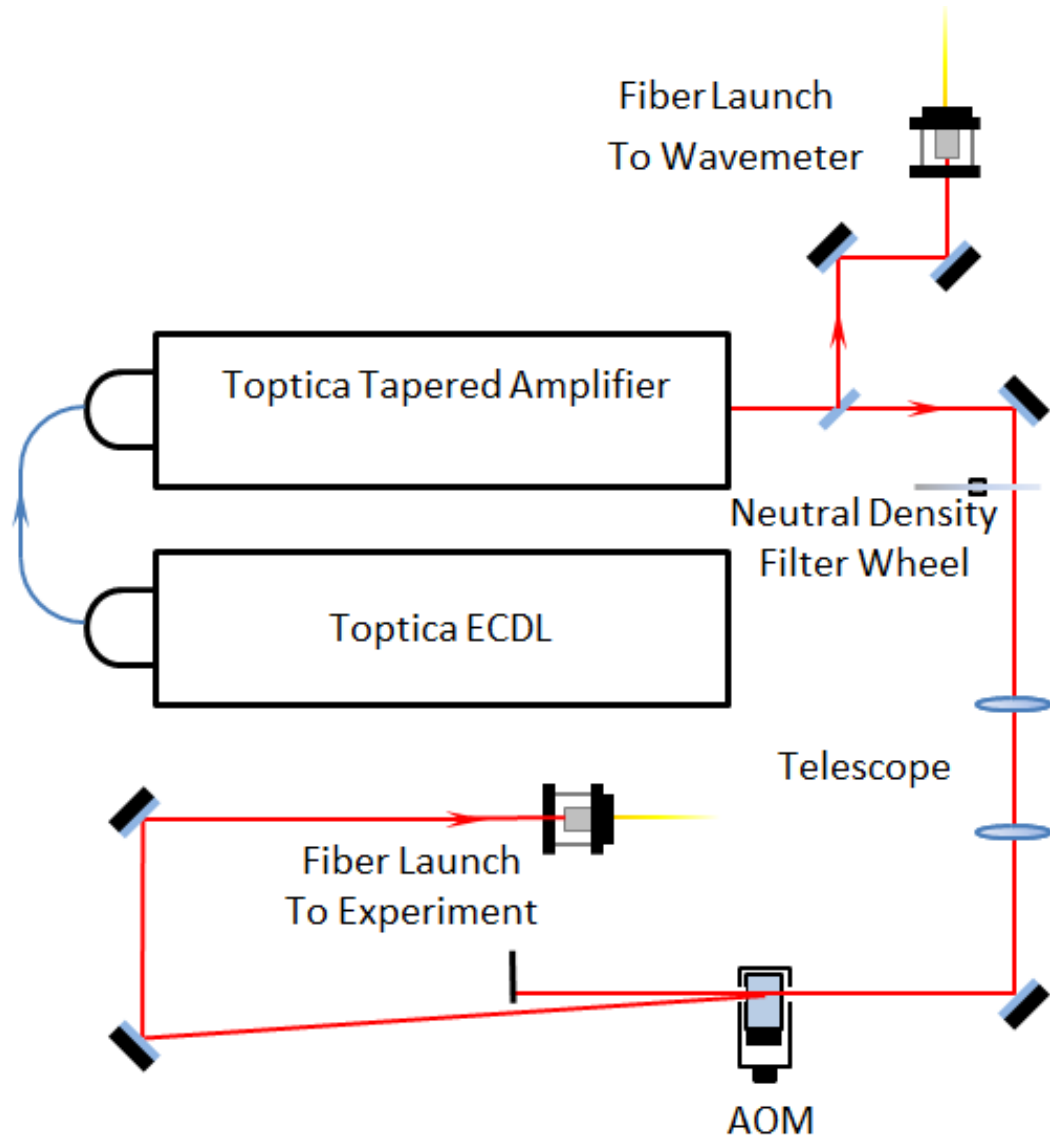 Fiber Launch
To Wavemeter
Toptica Tapered Amplifier
Neutral Density
Filter Wheel
Toptica ECDL
Telescope
Fiber Launch
To Experiment
AOM